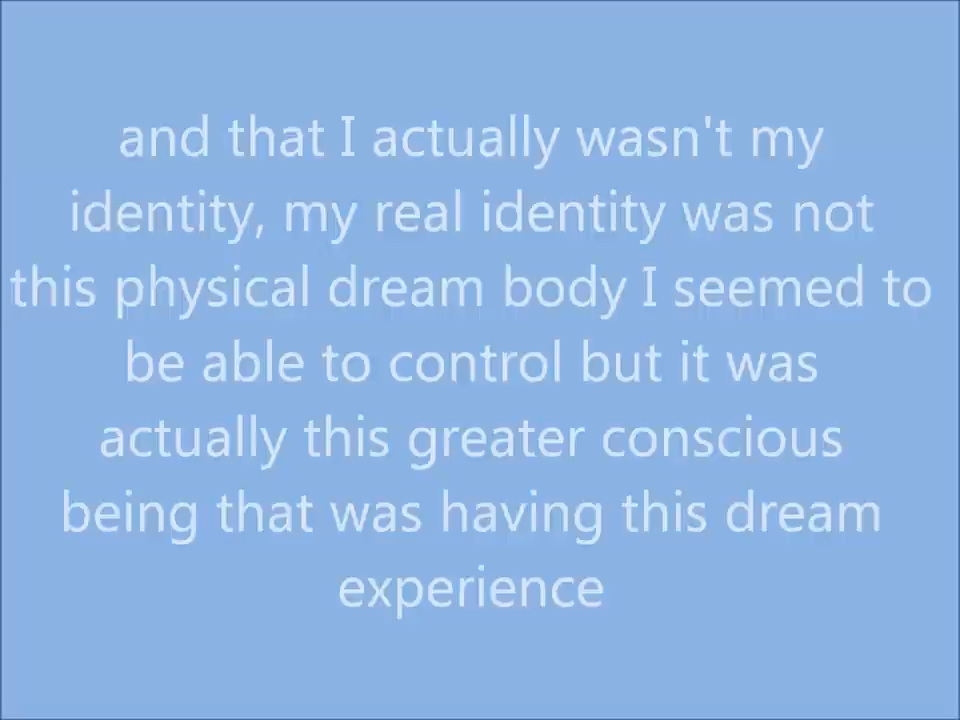 and that I actually wasn't my
identity, my real identity was not
this physical dream body I seemed to
be able to control but it was
actually this greater conscious
being that was having this dream
experience